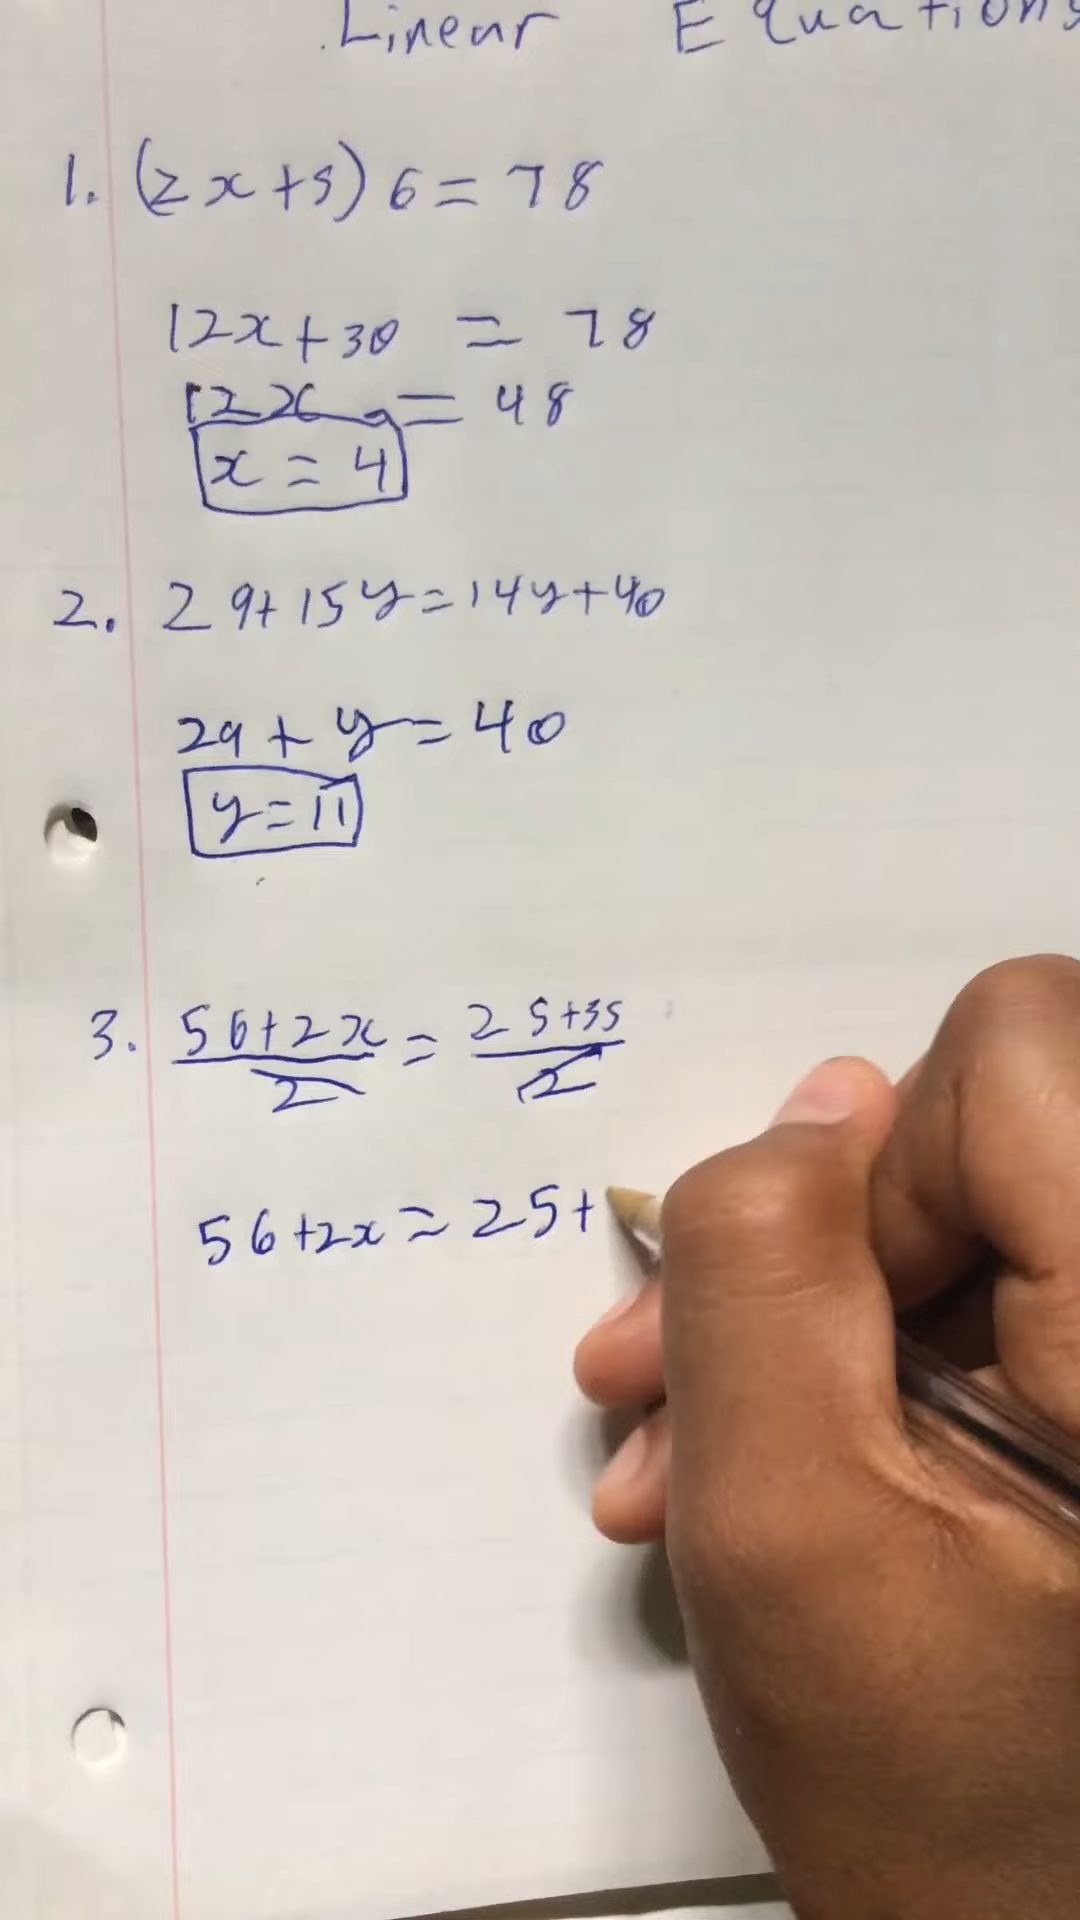 Linear Equations
1. (2x+5)6=78
12x+30 = 78
12x = 48
x = 4
2. 29+15y=14y+40
29+y=40
y=11
3. 56+2x = 25+35
2 2
56+2x=25+